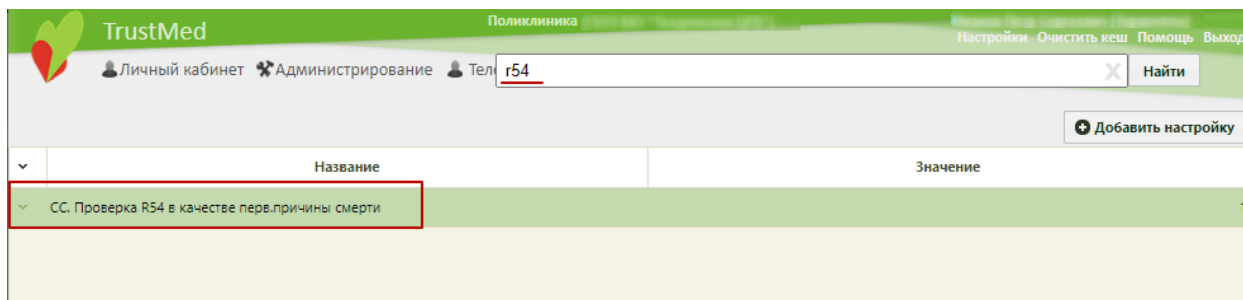 TrustMed
Поликлиника
Настройки Очистить кеш Помощь Выход
Личный кабинет Администрирование Тел
r54
X Найти
Добавить настройку
Название Значение
СС. Проверка R54 в качестве перв.причины смерти